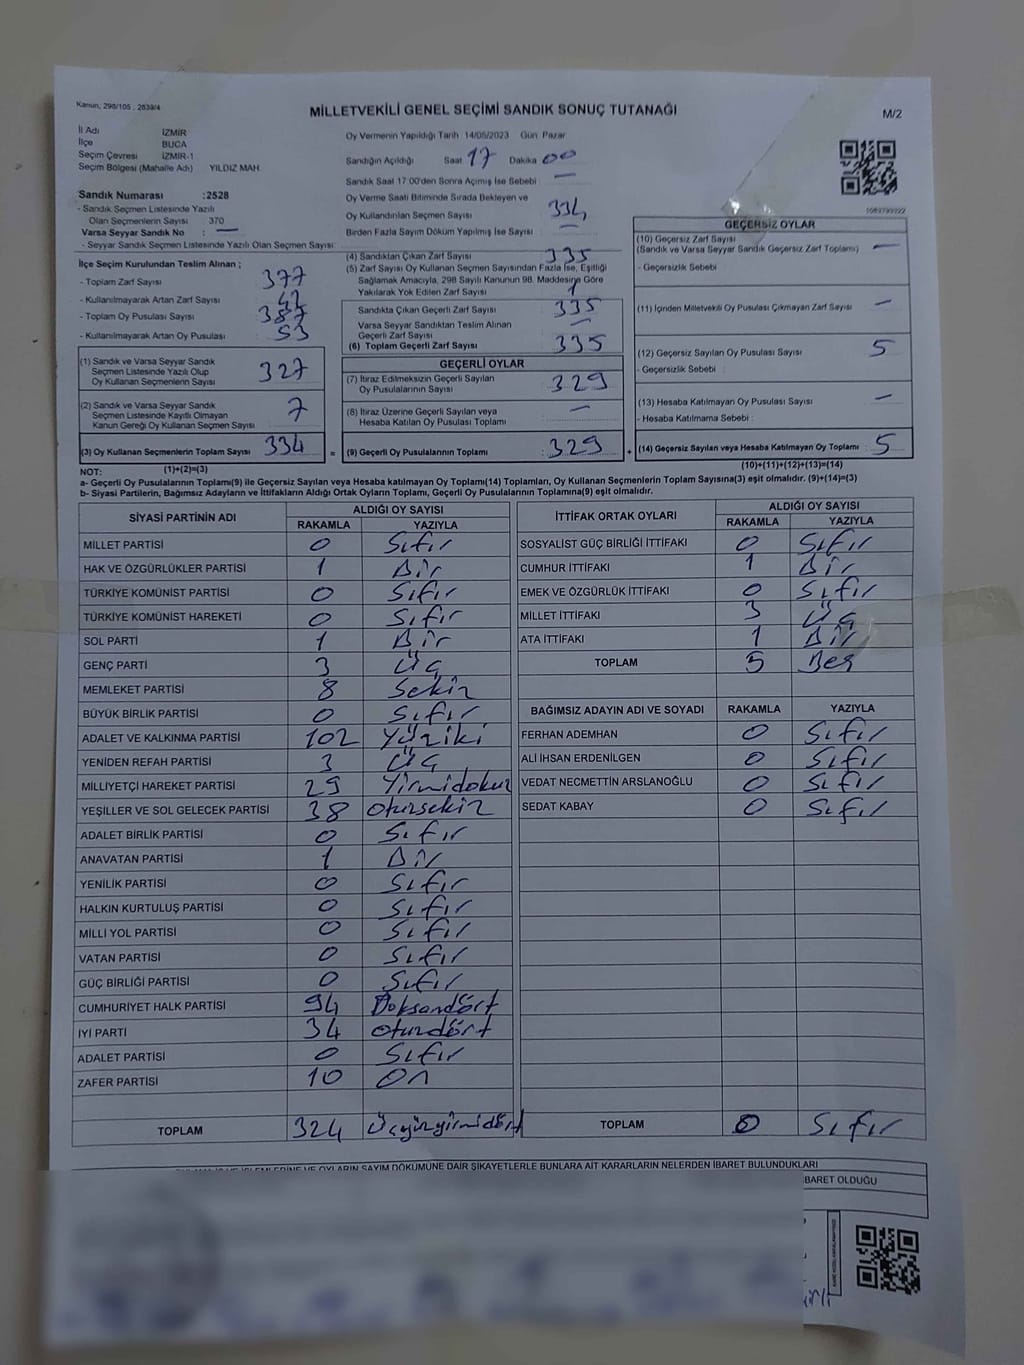 Kanun, 298/105 , 2839/4
MİLLETVEKİLİ GENEL SEÇİMİ SANDIK SONUÇ TUTANAĞI
M/2
İl Adı İZMİR
İlçe BUCA
Seçim Çevresi İZMİR-1
Seçim Bölgesi (Mahalle Adı) YILDIZ MAH.
Sandık Numarası :2528
- Sandık Seçmen Listesinde Yazılı
Olan Seçmenlerin Sayısı 370
Varsa Seyyar Sandık No : —
- Seyyar Sandık Seçmen Listesinde Yazılı Olan Seçmen Sayısı:
İlçe Seçim Kurulundan Teslim Alınan ;
- Toplam Zarf Sayısı 377
- Kullanılmayarak Artan Zarf Sayısı 42
- Toplam Oy Pusulası Sayısı 387
- Kullanılmayarak Artan Oy Pusulası 53
(1) Sandık ve Varsa Seyyar Sandık
Seçmen Listesinde Yazılı Olup
Oy Kullanan Seçmenlerin Sayısı 327
(2) Sandık ve Varsa Seyyar Sandık
Seçmen Listesinde Kayıtlı Olmayan
Kanun Gereği Oy Kullanan Seçmen Sayısı 7
(3) Oy Kullanan Seçmenlerin Toplam Sayısı 334 =
Oy Vermenin Yapıldığı Tarih 14/05/2023 Gün Pazar
Sandığın Açıldığı Saat 17 Dakika 00
Sandık Saat 17:00'den Sonra Açılmış İse Sebebi : —
Oy Verme Saati Bitiminde Sırada Bekleyen ve
Oy Kullandırılan Seçmen Sayısı 334
Birden Fazla Sayım Döküm Yapılmış İse Sayısı : —
(4) Sandıktan Çıkan Zarf Sayısı 335
(5) Zarf Sayısı Oy Kullanan Seçmen Sayısından Fazla İse, Eşitliği
Sağlamak Amacıyla, 298 Sayılı Kanunun 98. Maddesine Göre
Yakılarak Yok Edilen Zarf Sayısı 1
Sandıkta Çıkan Geçerli Zarf Sayısı 335
Varsa Seyyar Sandıktan Teslim Alınan
Geçerli Zarf Sayısı —
(6) Toplam Geçerli Zarf Sayısı 335
GEÇERLİ OYLAR
(7) İtiraz Edilmeksizin Geçerli Sayılan
Oy Pusulalarının Sayısı 329
(8) İtiraz Üzerine Geçerli Sayılan veya
Hesaba Katılan Oy Pusulası Toplamı —
(9) Geçerli Oy Pusulalarının Toplamı 329 +
GEÇERSİZ OYLAR
(10) Geçersiz Zarf Sayısı
(Sandık ve Varsa Seyyar Sandık Geçersiz Zarf Toplamı) —
- Geçersizlik Sebebi
(11) İçinden Milletvekili Oy Pusulası Çıkmayan Zarf Sayısı —
(12) Geçersiz Sayılan Oy Pusulası Sayısı 5
- Geçersizlik Sebebi :
(13) Hesaba Katılmayan Oy Pusulası Sayısı —
- Hesaba Katılmama Sebebi :
(14) Geçersiz Sayılan veya Hesaba Katılmayan Oy Toplamı 5
NOT: (1)+(2)=(3) (10)+(11)+(12)+(13)=(14)
a- Geçerli Oy Pusulalarının Toplamı(9) ile Geçersiz Sayılan veya Hesaba katılmayan Oy Toplamı(14) Toplamları, Oy Kullanan Seçmenlerin Toplam Sayısına(3) eşit olmalıdır. (9)+(14)=(3)
b- Siyasi Partilerin, Bağımsız Adayların ve İttifakların Aldığı Ortak Oyların Toplamı, Geçerli Oy Pusulalarının Toplamına(9) eşit olmalıdır.
SİYASİ PARTİNİN ADI ALDIĞI OY SAYISI
RAKAMLA YAZIYLA
MİLLET PARTİSİ 0 Sıfır
HAK VE ÖZGÜRLÜKLER PARTİSİ 1 Bir
TÜRKİYE KOMÜNİST PARTİSİ 0 Sıfır
TÜRKİYE KOMÜNİST HAREKETİ 0 Sıfır
SOL PARTİ 1 Bir
GENÇ PARTİ 3 Üç
MEMLEKET PARTİSİ 8 Sekiz
BÜYÜK BİRLİK PARTİSİ 0 Sıfır
ADALET VE KALKINMA PARTİSİ 102 Yüziki
YENİDEN REFAH PARTİSİ 3 Üç
MİLLİYETÇİ HAREKET PARTİSİ 29 Yirmidokuz
YEŞİLLER VE SOL GELECEK PARTİSİ 38 Otuzsekiz
ADALET BİRLİK PARTİSİ 0 Sıfır
ANAVATAN PARTİSİ 1 Bir
YENİLİK PARTİSİ 0 Sıfır
HALKIN KURTULUŞ PARTİSİ 0 Sıfır
MİLLİ YOL PARTİSİ 0 Sıfır
VATAN PARTİSİ 0 Sıfır
GÜÇ BİRLİĞİ PARTİSİ 0 Sıfır
CUMHURİYET HALK PARTİSİ 94 Doksandört
İYİ PARTİ 34 Otuzdört
ADALET PARTİSİ 0 Sıfır
ZAFER PARTİSİ 10 On
TOPLAM 324 Üçyüzyirmidört
İTTİFAK ORTAK OYLARI ALDIĞI OY SAYISI
RAKAMLA YAZIYLA
SOSYALİST GÜÇ BİRLİĞİ İTTİFAKI 0 Sıfır
CUMHUR İTTİFAKI 1 Bir
EMEK VE ÖZGÜRLÜK İTTİFAKI 0 Sıfır
MİLLET İTTİFAKI 3 Üç
ATA İTTİFAKI 1 Bir
TOPLAM 5 Beş
BAĞIMSIZ ADAYIN ADI VE SOYADI RAKAMLA YAZIYLA
FERHAN ADEMHAN 0 Sıfır
ALİ İHSAN ERDENİLGEN 0 Sıfır
VEDAT NECMETTİN ARSLANOĞLU 0 Sıfır
SEDAT KABAY 0 Sıfır
TOPLAM 0 Sıfır
OYLARIN SAYIM DÖKÜMÜNE DAİR ŞİKAYETLERLE BUNLARA AİT KARARLARIN NELERDEN İBARET BULUNDUKLARI
BARET OLDUĞU